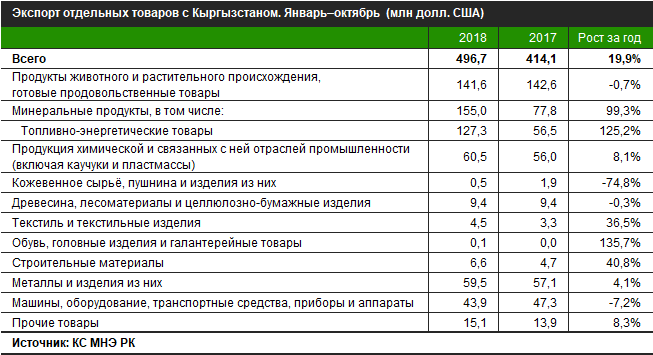 Экспорт отдельных товаров с Кыргызстаном. Январь–октябрь (млн долл. США)
2018 2017 Рост за год
Всего 496,7 414,1 19,9%
Продукты животного и растительного происхождения,
готовые продовольственные товары 141,6 142,6 -0,7%
Минеральные продукты, в том числе: 155,0 77,8 99,3%
Топливно-энергетические товары 127,3 56,5 125,2%
Продукция химической и связанных с ней отраслей промышленности
(включая каучуки и пластмассы) 60,5 56,0 8,1%
Кожевенное сырьё, пушнина и изделия из них 0,5 1,9 -74,8%
Древесина, лесоматериалы и целлюлозно-бумажные изделия 9,4 9,4 -0,3%
Текстиль и текстильные изделия 4,5 3,3 36,5%
Обувь, головные изделия и галантерейные товары 0,1 0,0 135,7%
Строительные материалы 6,6 4,7 40,8%
Металлы и изделия из них 59,5 57,1 4,1%
Машины, оборудование, транспортные средства, приборы и аппараты 43,9 47,3 -7,2%
Прочие товары 15,1 13,9 8,3%
Источник: КС МНЭ РК